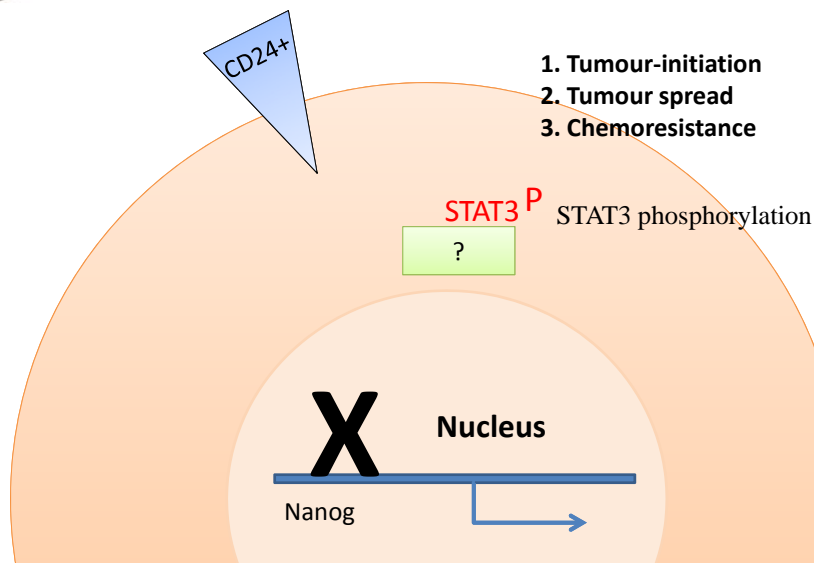 CD24+
1. Tumour-initiation
2. Tumour spread
3. Chemoresistance
STAT3 P STAT3 phosphorylation
?
X
Nucleus
Nanog